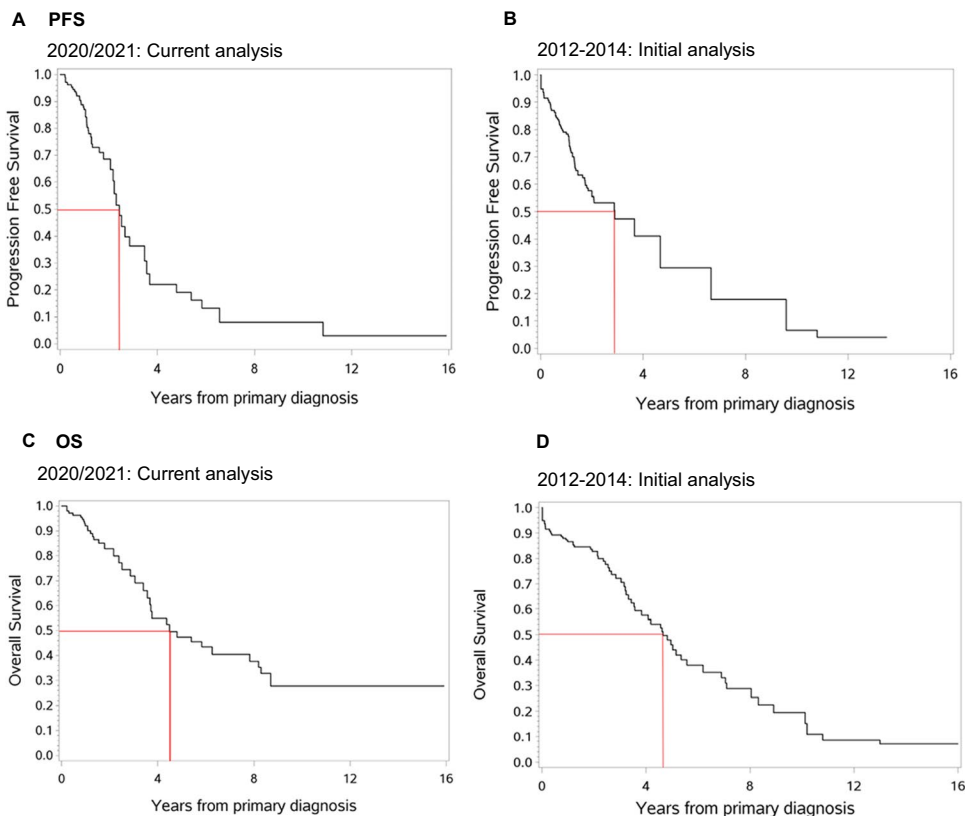 A PFS
2020/2021: Current analysis
1.0
0.9
0.8
0.7
0.6
0.5
0.4
0.3
0.2
0.1
0.0
Progression Free Survival
0 4 8 12 16
Years from primary diagnosis
B
2012-2014: Initial analysis
1.0
0.9
0.8
0.7
0.6
0.5
0.4
0.3
0.2
0.1
0.0
Progression Free Survival
0 4 8 12 16
Years from primary diagnosis
C OS
2020/2021: Current analysis
1.0
0.9
0.8
0.7
0.6
0.5
0.4
0.3
0.2
0.1
0.0
Overall Survival
0 4 8 12 16
Years from primary diagnosis
D
2012-2014: Initial analysis
1.0
0.9
0.8
0.7
0.6
0.5
0.4
0.3
0.2
0.1
0.0
Overall Survival
0 4 8 12 16
Years from primary diagnosis